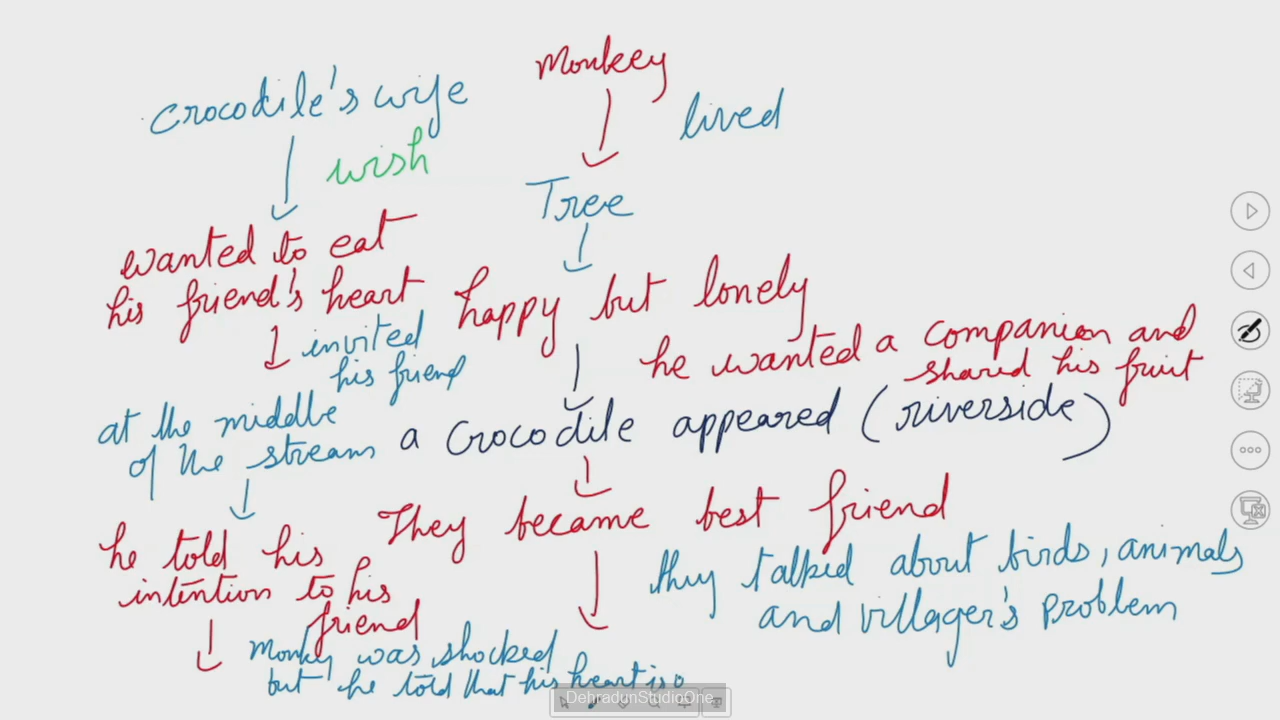 Monkey
lived
Tree
happy but lonely
he wanted a companion and
shared his fruit
a crocodile appeared (riverside)
They became best friend
they talked about birds, animals
and villager's problem
crocodile's wife
wish
wanted to eat
his friend's heart
invited
his friend
at the middle
of the stream
he told his
intention to his
friend
Monkey was shocked
but he told that his heart is
DehradunStudioOne